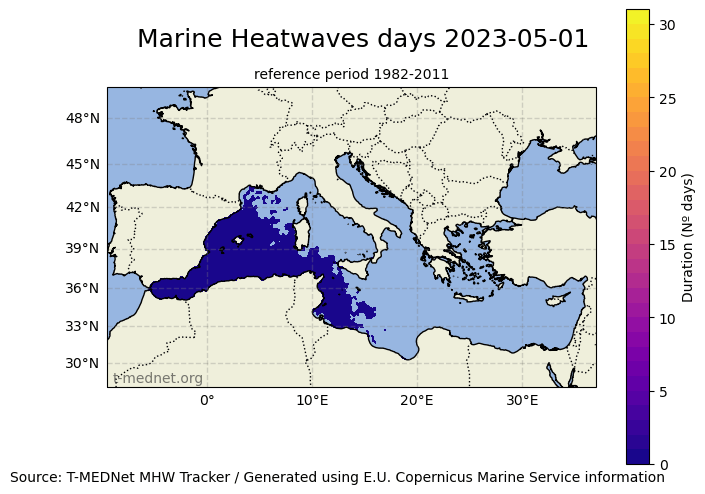 Marine Heatwaves days 2023-05-01
reference period 1982-2011
48°N
45°N
42°N
39°N
36°N
33°N
30°N
t-mednet.org
0°
10°E
20°E
30°E
30
25
20
15
10
5
0
Duration (Nº days)
Source: T-MEDNet MHW Tracker / Generated using E.U. Copernicus Marine Service information